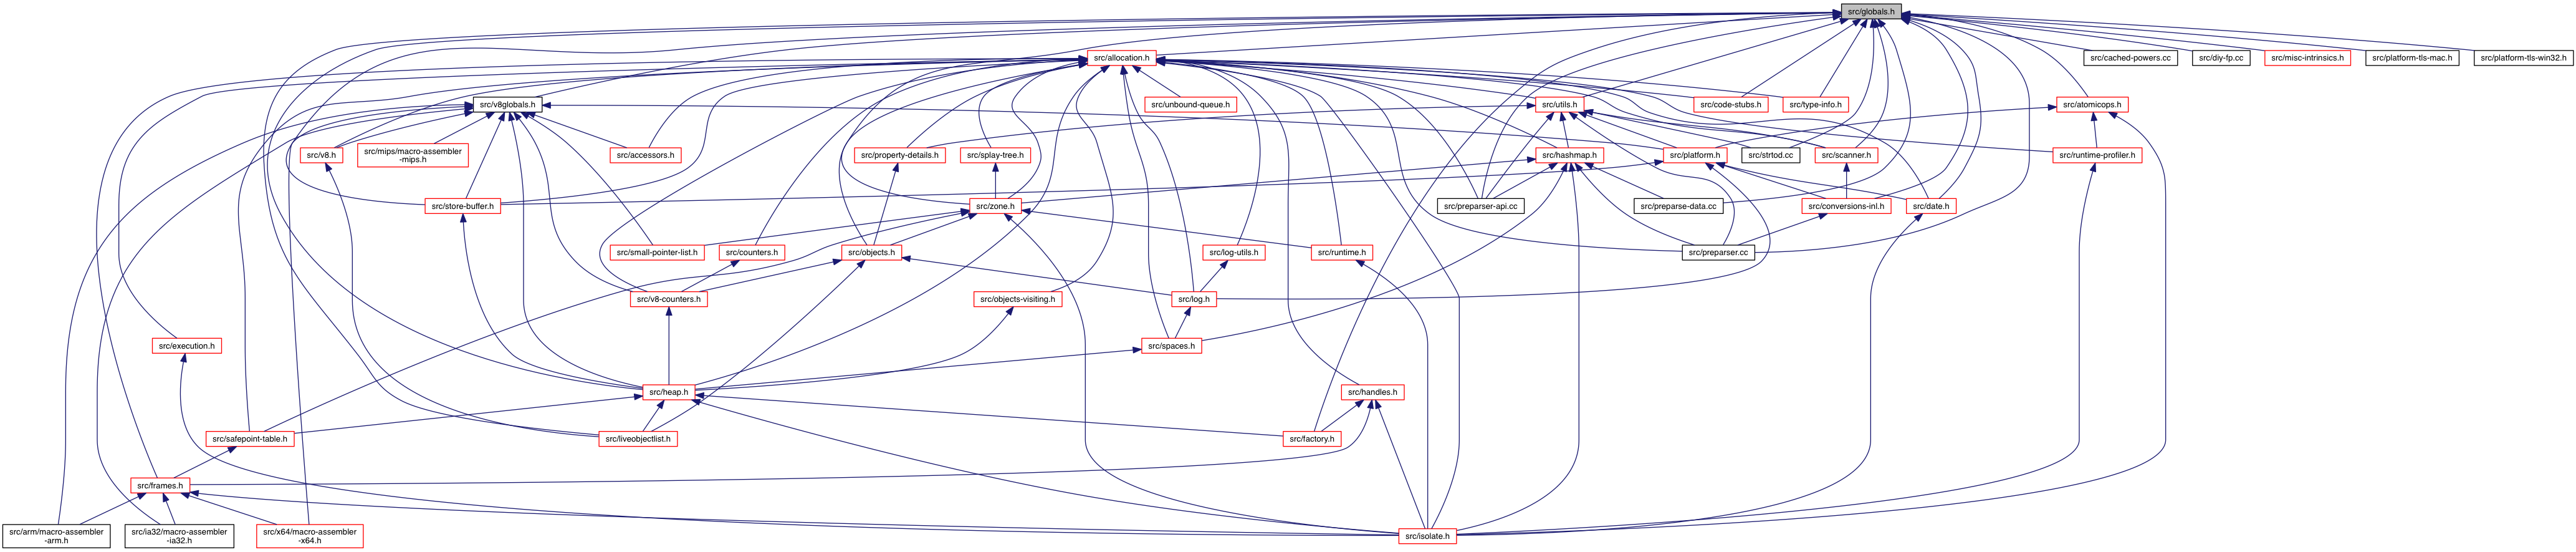 src/globals.h
src/allocation.h
src/cached-powers.cc
src/diy-fp.cc
src/misc-intrinsics.h
src/platform-tls-mac.h
src/platform-tls-win32.h
src/v8globals.h
src/unbound-queue.h
src/utils.h
src/code-stubs.h
src/type-info.h
src/atomicops.h
src/v8.h
src/mips/macro-assembler
-mips.h
src/accessors.h
src/property-details.h
src/splay-tree.h
src/hashmap.h
src/platform.h
src/strtod.cc
src/scanner.h
src/runtime-profiler.h
src/store-buffer.h
src/zone.h
src/preparser-api.cc
src/preparse-data.cc
src/conversions-inl.h
src/date.h
src/small-pointer-list.h
src/counters.h
src/objects.h
src/log-utils.h
src/runtime.h
src/preparser.cc
src/v8-counters.h
src/objects-visiting.h
src/log.h
src/execution.h
src/spaces.h
src/heap.h
src/handles.h
src/safepoint-table.h
src/liveobjectlist.h
src/factory.h
src/frames.h
src/arm/macro-assembler
-arm.h
src/ia32/macro-assembler
-ia32.h
src/x64/macro-assembler
-x64.h
src/isolate.h